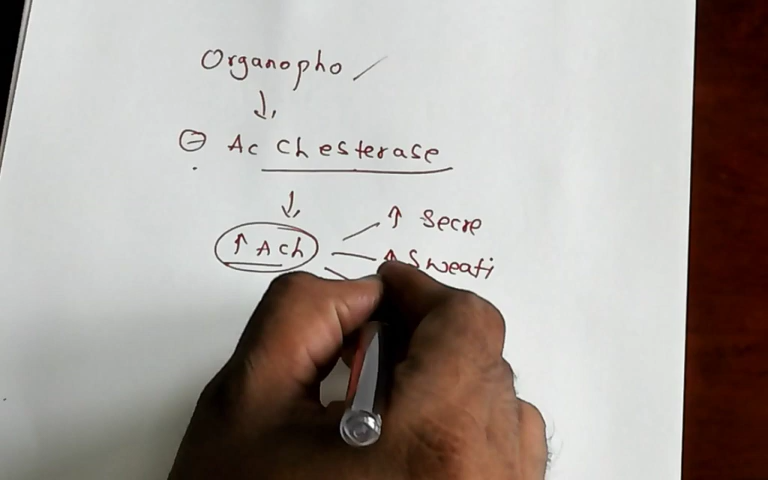 Organopho
↓
⊖ Ac Chesterase
↓
↑ Secre
↑ Ach
↑ Sweati